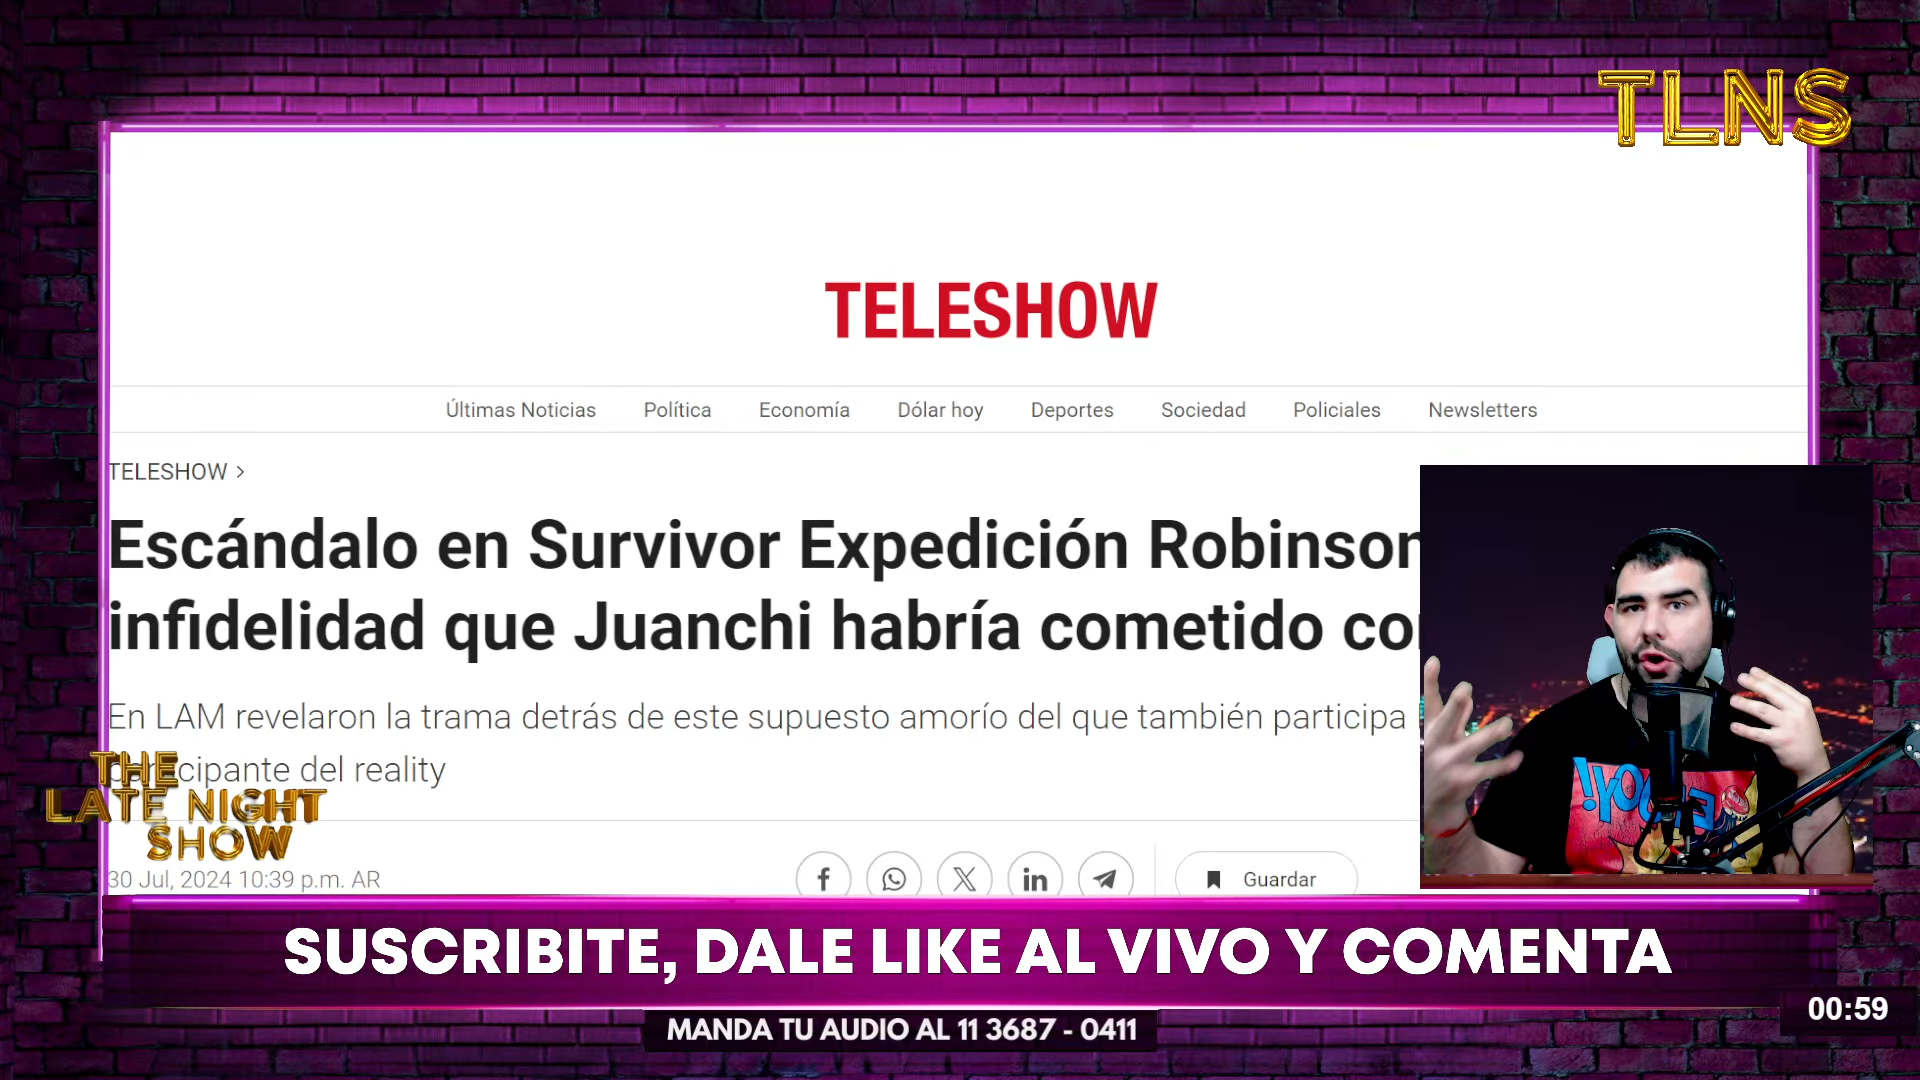 TLNS
TELESHOW
Últimas Noticias Política Economía Dólar hoy Deportes Sociedad Policiales Newsletters
TELESHOW >
Escándalo en Survivor Expedición Robinson
infidelidad que Juanchi habría cometido
En LAM revelaron la trama detrás de este supuesto amorío del que también participa
participante del reality
THE
LATE NIGHT
SHOW
30 Jul, 2024 10:39 p.m. AR
Guardar
ENJOY!
SUSCRIBITE, DALE LIKE AL VIVO Y COMENTA
00:59
MANDA TU AUDIO AL 11 3687 - 0411